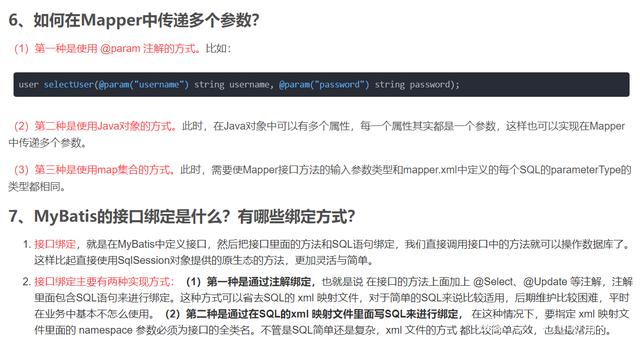 6、如何在Mapper中传递多个参数？
（1）第一种是使用 @param 注解的方式。比如：
user selectUser(@param("username") string username, @param("password") string password);
（2）第二种是使用Java对象的方式。此时，在Java对象中可以有多个属性，每一个属性其实都是一个参数，这样也可以实现在Mapper
中传递多个参数。
（3）第三种是使用map集合的方式。此时，需要使Mapper接口方法的输入参数类型和mapper.xml中定义的每个SQL的parameterType的
类型都相同。
7、MyBatis的接口绑定是什么？有哪些绑定方式？
1. 接口绑定，就是在MyBatis中定义接口，然后把接口里面的方法和SQL语句绑定，我们直接调用接口中的方法就可以操作数据库了。
这样比起直接使用SqlSession对象提供的原生态的方法，更加灵活与简单。
2. 接口绑定主要有两种实现方式：（1）第一种是通过注解绑定，也就是说 在接口的方法上面加上 @Select、@Update 等注解，注解
里面包含SQL语句来进行绑定。这种方式可以省去SQL的 xml 映射文件，对于简单的SQL来说比较适用，后期维护比较困难，平时
在业务中基本不怎么使用。（2）第二种是通过在SQL的xml 映射文件里面写SQL来进行绑定， 在这种情况下，要指定 xml 映射文
件里面的 namespace 参数必须为接口的全类名。不管是SQL简单还是复杂，xml 文件的方式 都比较简单高效，也是最常用的。